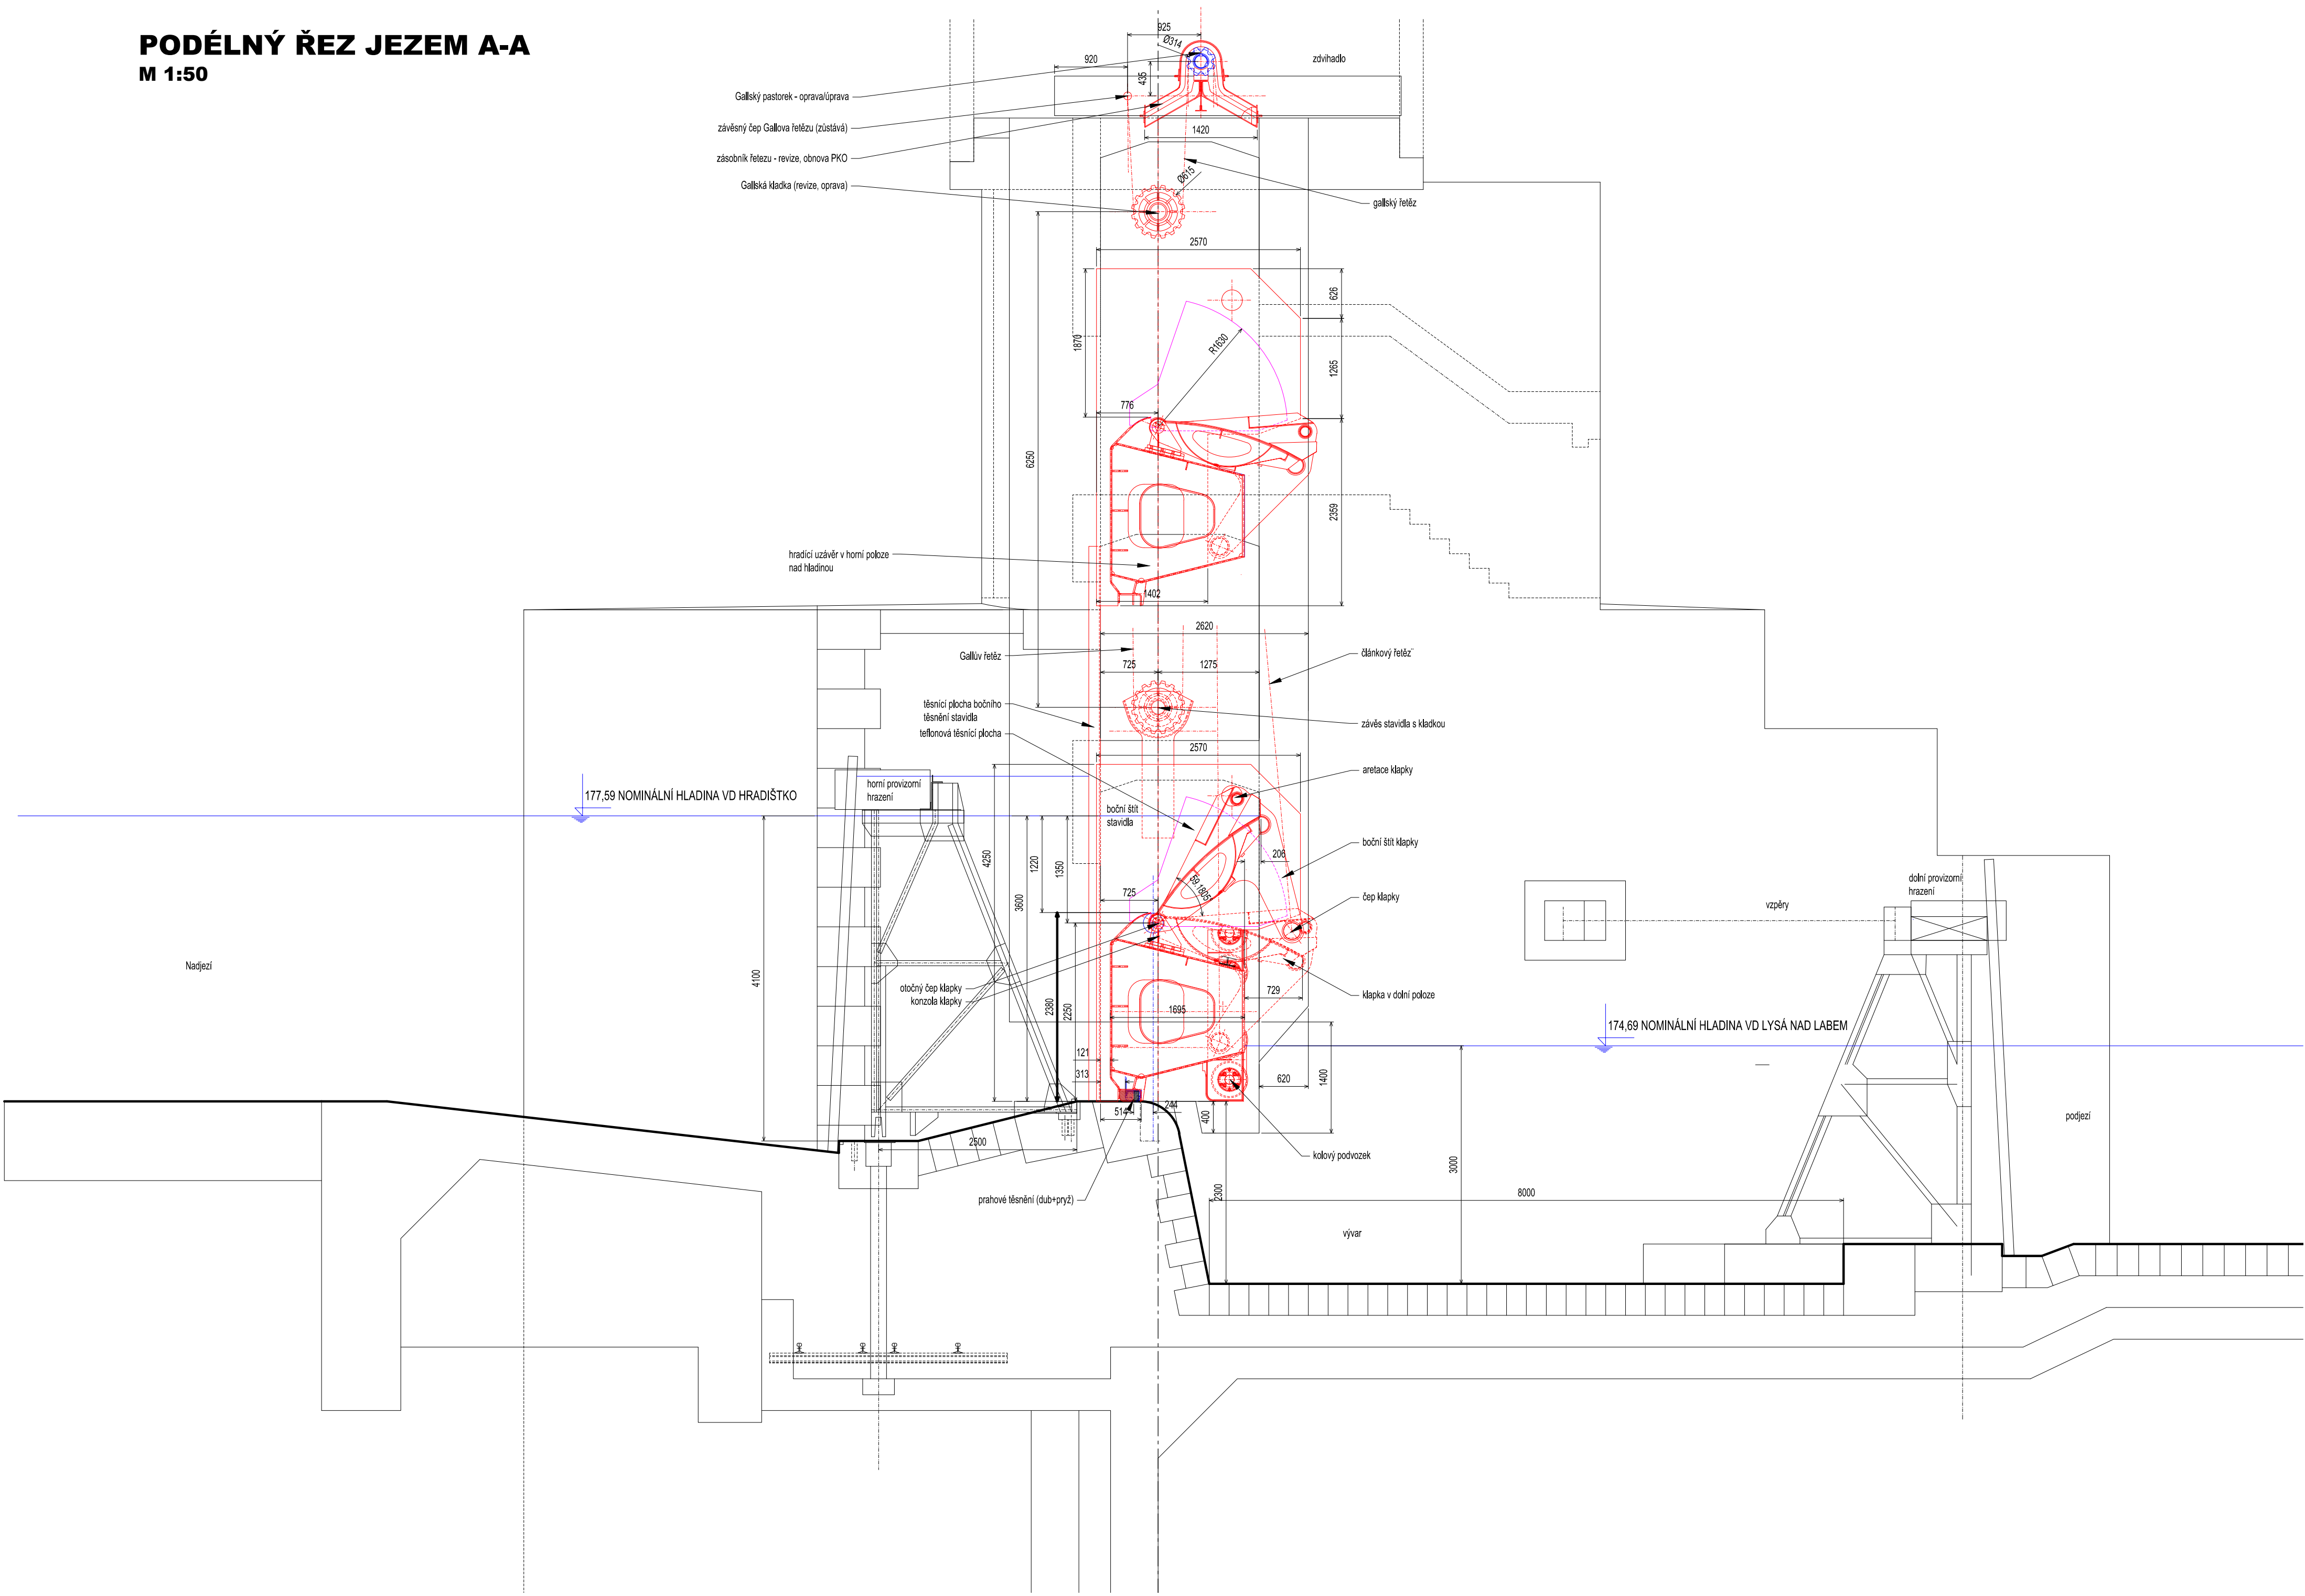 PODÉLNÝ ŘEZ JEZEM A-A
M 1:50
925
Ø314
920
435
zdvihadlo
Gallský pastorek - oprava/úprava
závěsný čep Gallova řetězu (zůstává)
1420
zásobník řetezu - revize, obnova PKO
Gallská kladka (revize, oprava)
Ø615
gallský řetěz
2570
626
1870
R1630
1265
776
6250
2359
hradící uzávěr v horní poloze
nad hladinou
1402
2620
Gallův řetěz
článkový řetěz¨
725
1275
těsnící plocha bočního
těsnění stavidla
závěs stavidla s kladkou
teflonová těsnící plocha
2570
aretace klapky
horní provizorní
hrazení
177,59 NOMINÁLNÍ HLADINA VD HRADIŠTKO
boční štít
stavidla
boční štít klapky
4250
1220
1350
206
59.1805°
725
3600
čep klapky
dolní provizorní
hrazení
vzpěry
Nadjezí
4100
otočný čep klapky
konzola klapky
2380
2250
1695
729
klapka v dolní poloze
174,69 NOMINÁLNÍ HLADINA VD LYSÁ NAD LABEM
121
313
620
1400
514
244
400
podjezí
2500
kolový podvozek
3000
prahové těsnění (dub+pryž)
2300
8000
vývar